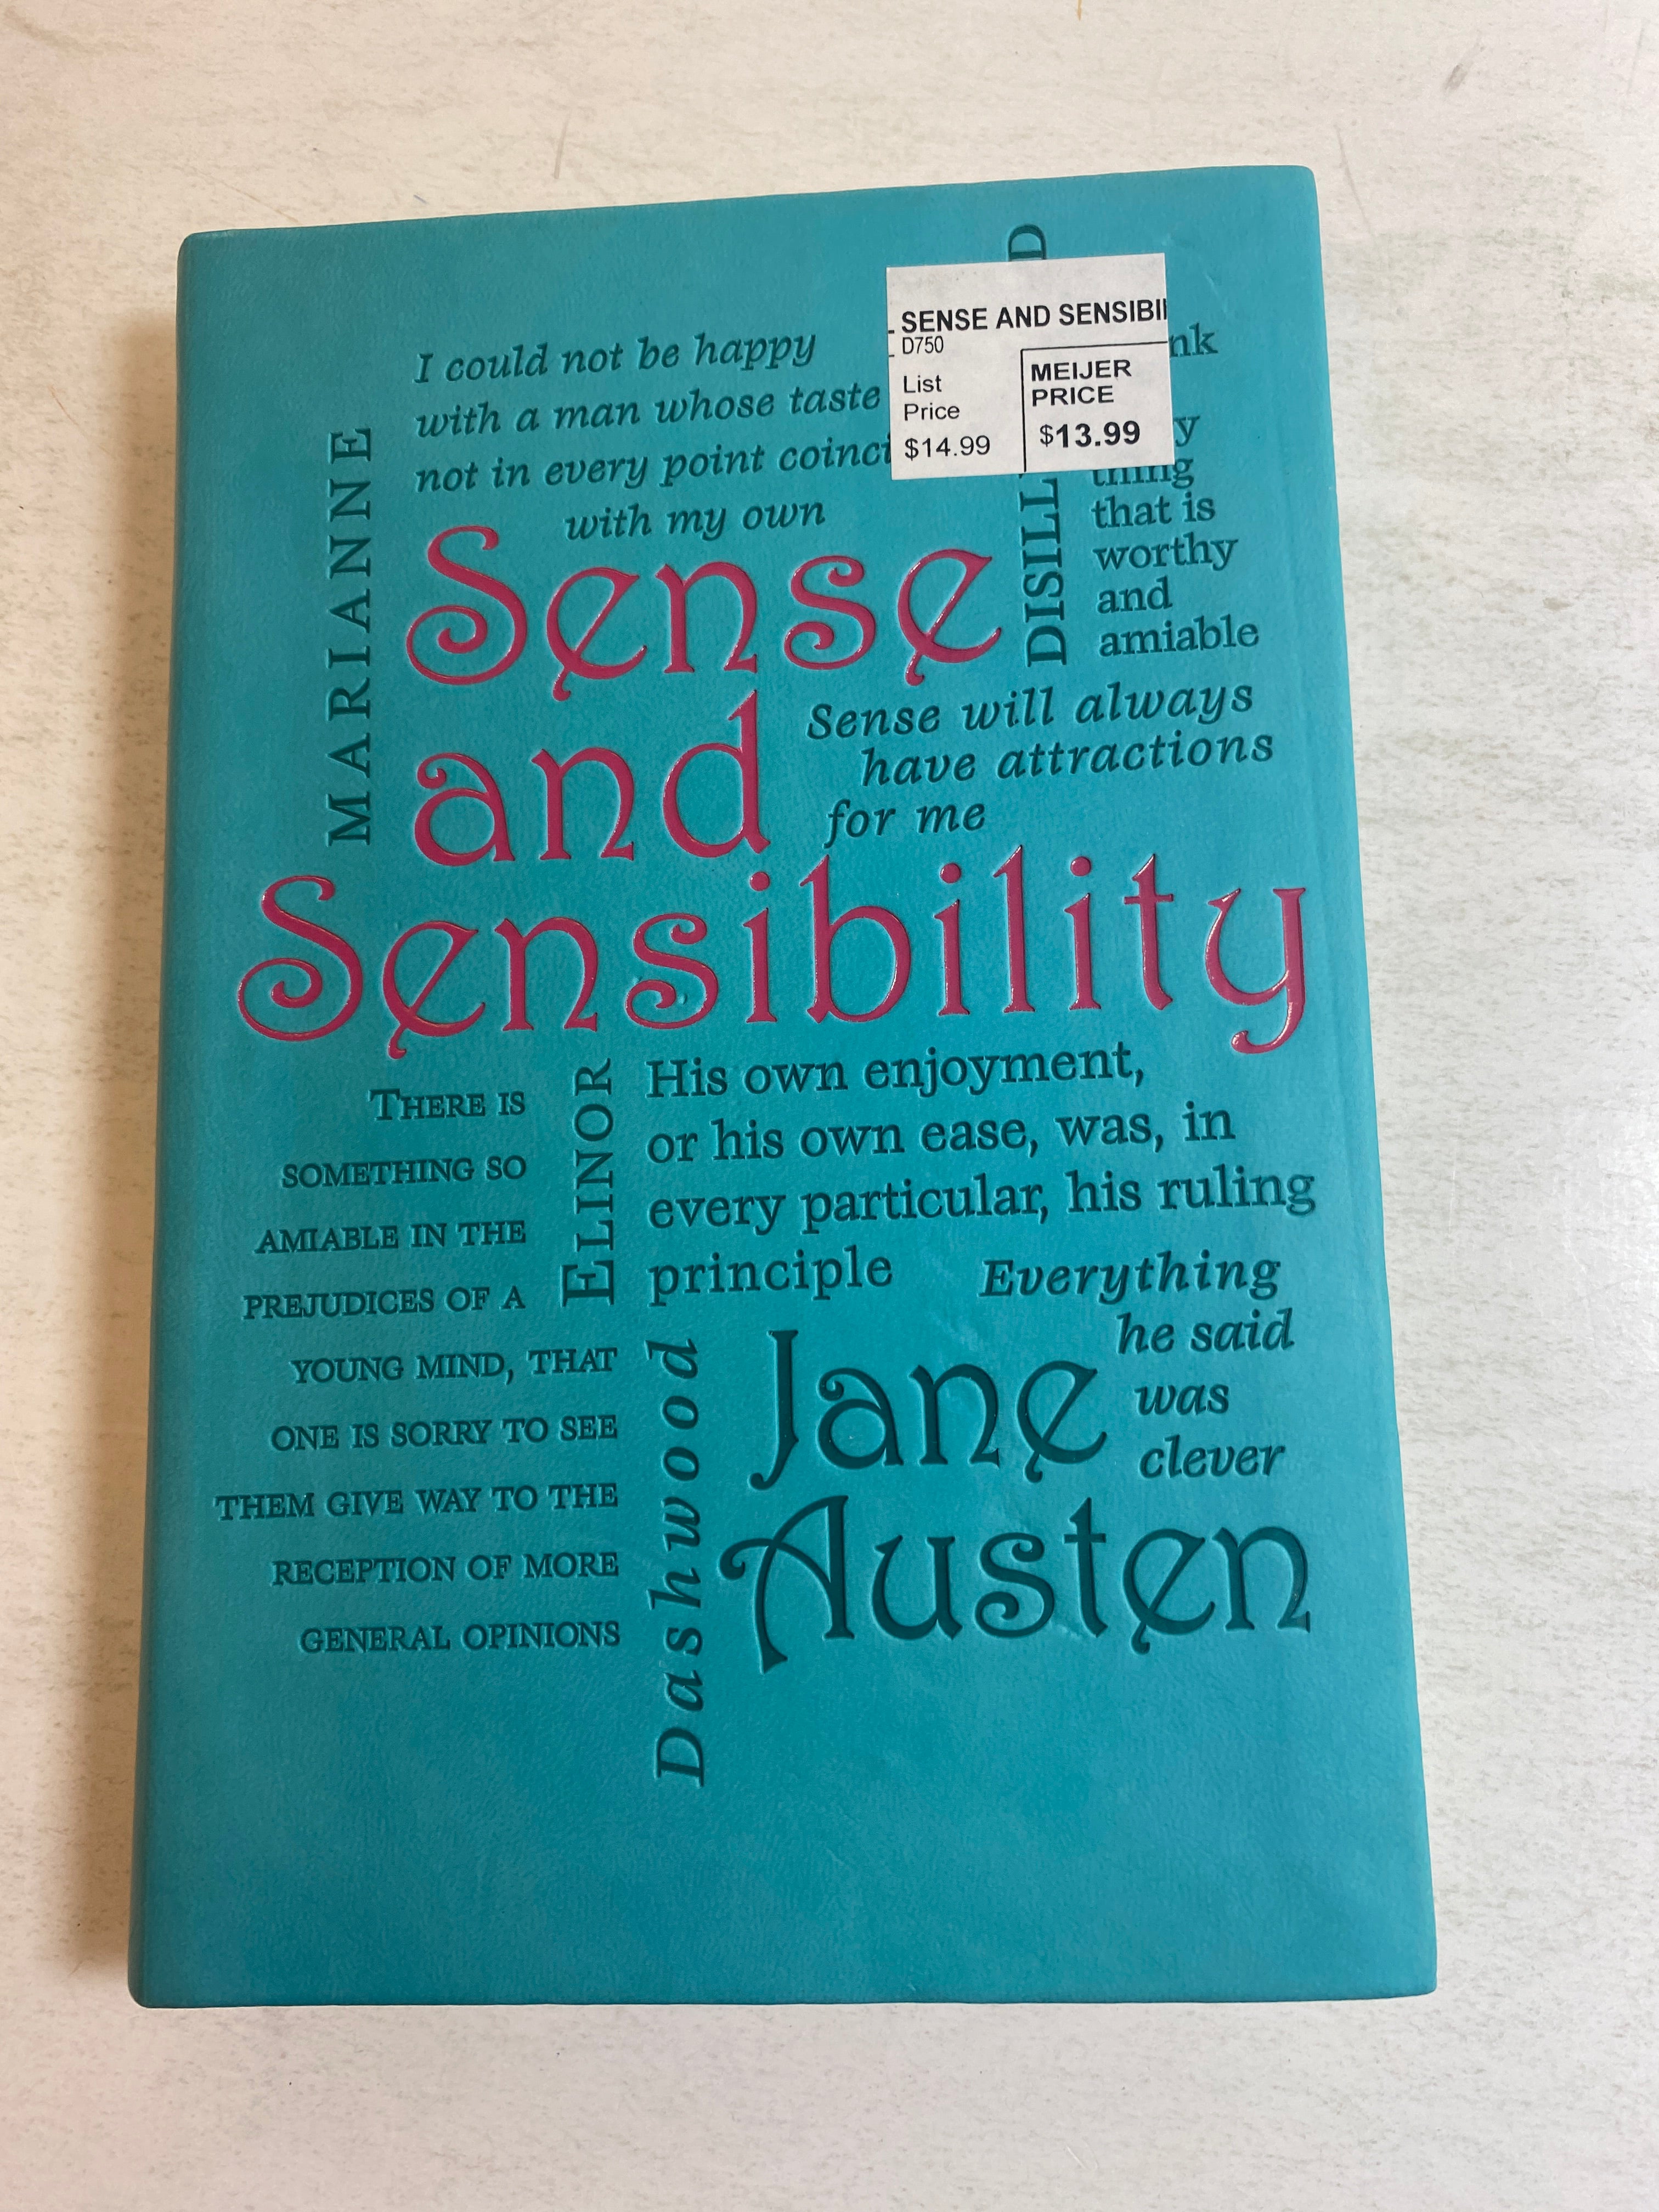 I could not be happy
with a man whose taste
not in every point coinci
with my own
MARIANNE
SENSE AND SENSIBI
D750
List
Price
$14.99
MEIJER
PRICE
$13.99
nk
y
thing
that is
worthy
and
amiable
DISILL
D
Sense
and
Sensibility
Sense will always
have attractions
for me
THERE IS
SOMETHING SO
AMIABLE IN THE
PREJUDICES OF A
YOUNG MIND, THAT
ONE IS SORRY TO SEE
THEM GIVE WAY TO THE
RECEPTION OF MORE
GENERAL OPINIONS
ELINOR
Dashwood
His own enjoyment,
or his own ease, was, in
every particular, his ruling
principle
Everything
he said
was
clever
Jane
Austen